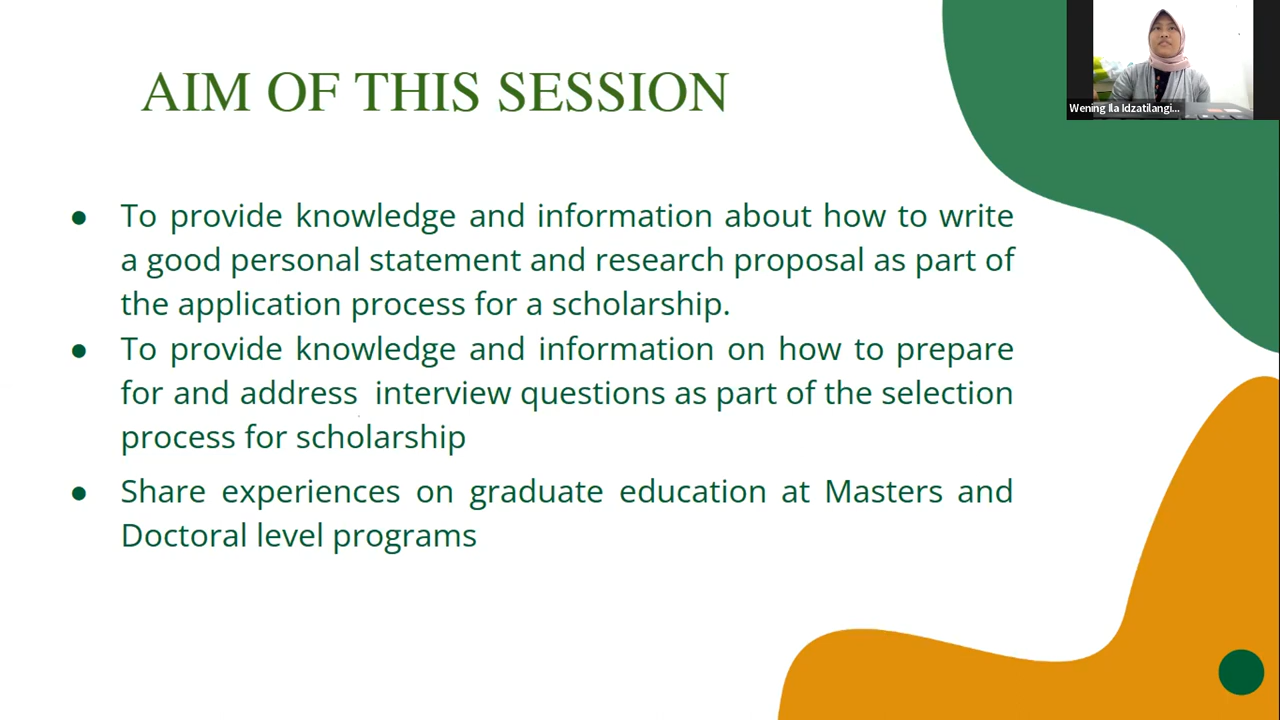 AIM OF THIS SESSION
Wening Ila Idzatilangi...
● To provide knowledge and information about how to write
a good personal statement and research proposal as part of
the application process for a scholarship.
● To provide knowledge and information on how to prepare
for and address  interview questions as part of the selection
process for scholarship
● Share experiences on graduate education at Masters and
Doctoral level programs